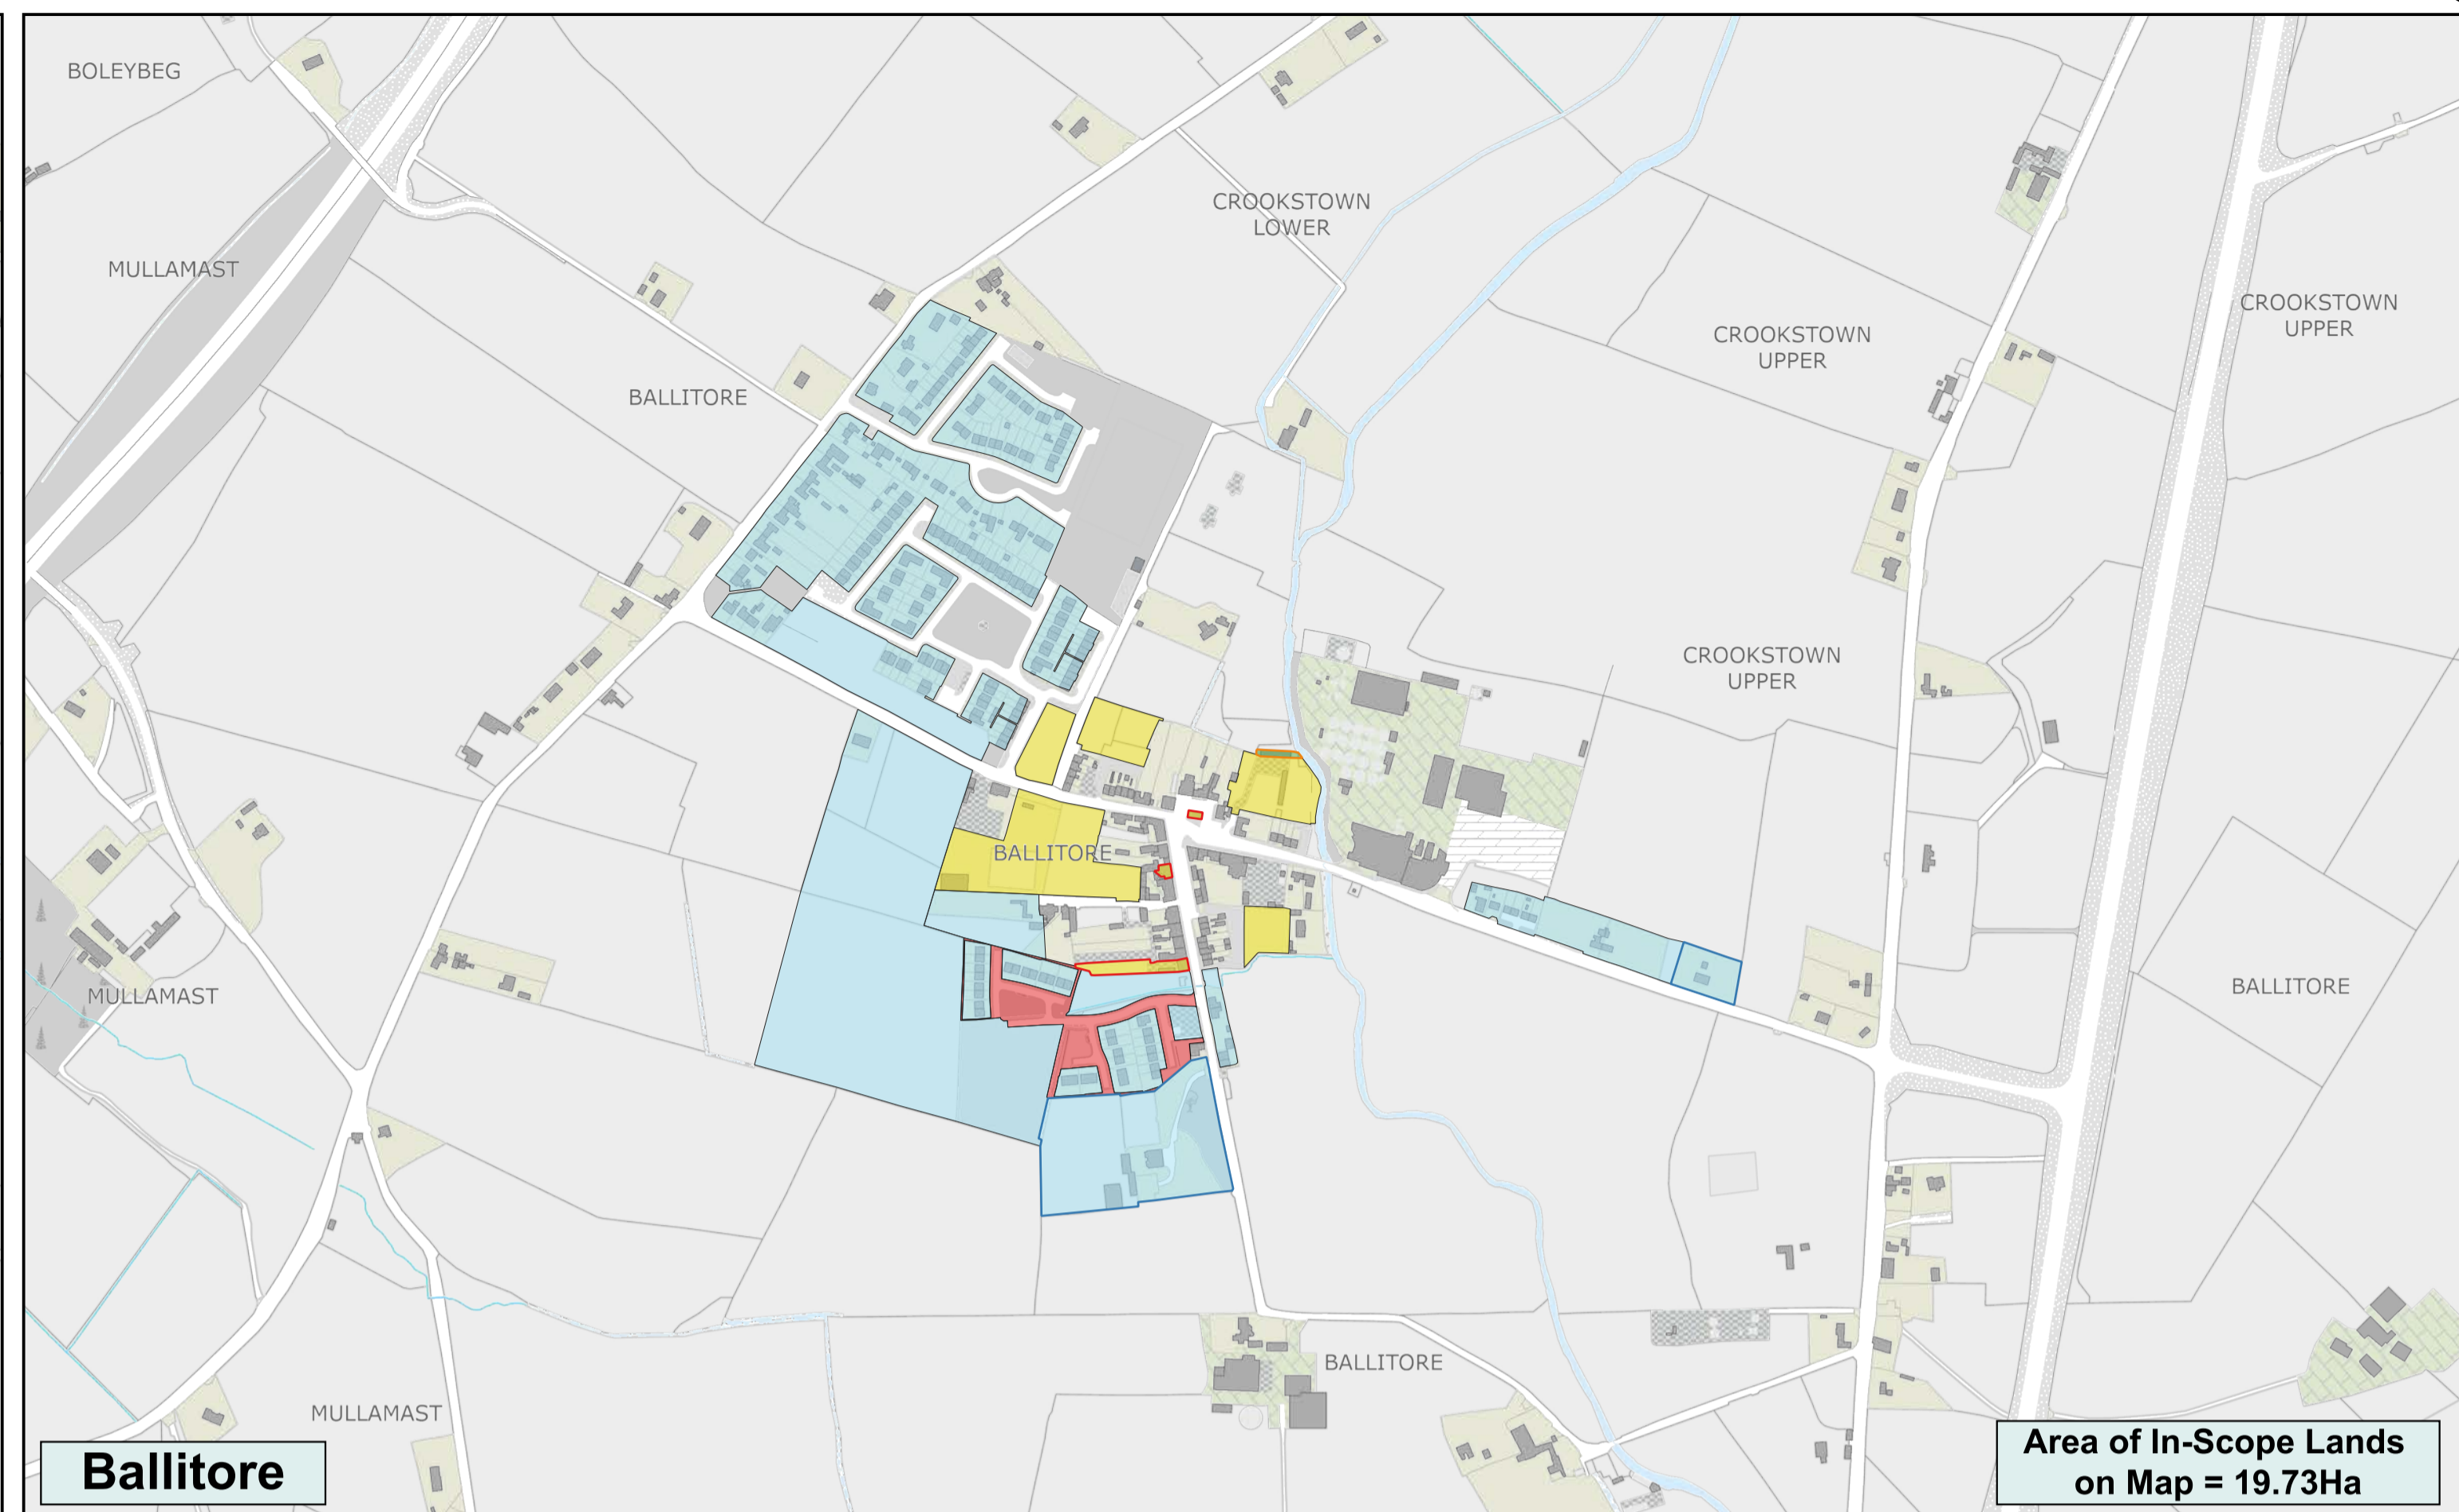 BOLEYBEG
CROOKSTOWN
LOWER
MULLAMAST
CROOKSTOWN
UPPER
CROOKSTOWN
UPPER
BALLITORE
CROOKSTOWN
UPPER
BALLITORE
MULLAMAST
BALLITORE
BALLITORE
MULLAMAST
Ballitore
Area of In-Scope Lands
on Map = 19.73Ha